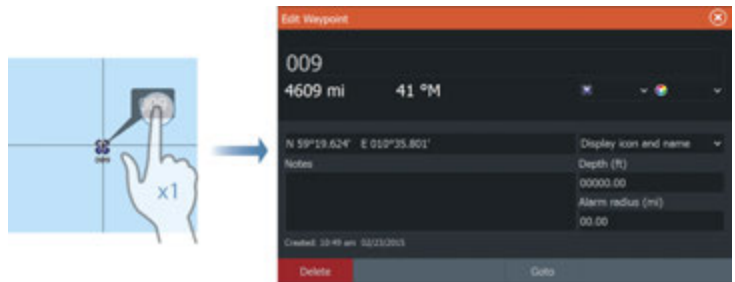 Edit Waypoint
009
4609 mi 41 °M
N 59°19.624' E 010°35.801' Display icon and name
Notes Depth (ft)
00000.00
Alarm radius (mi)
00.00
Created: 10:49 am 02/23/2015
Delete Goto
009
x1